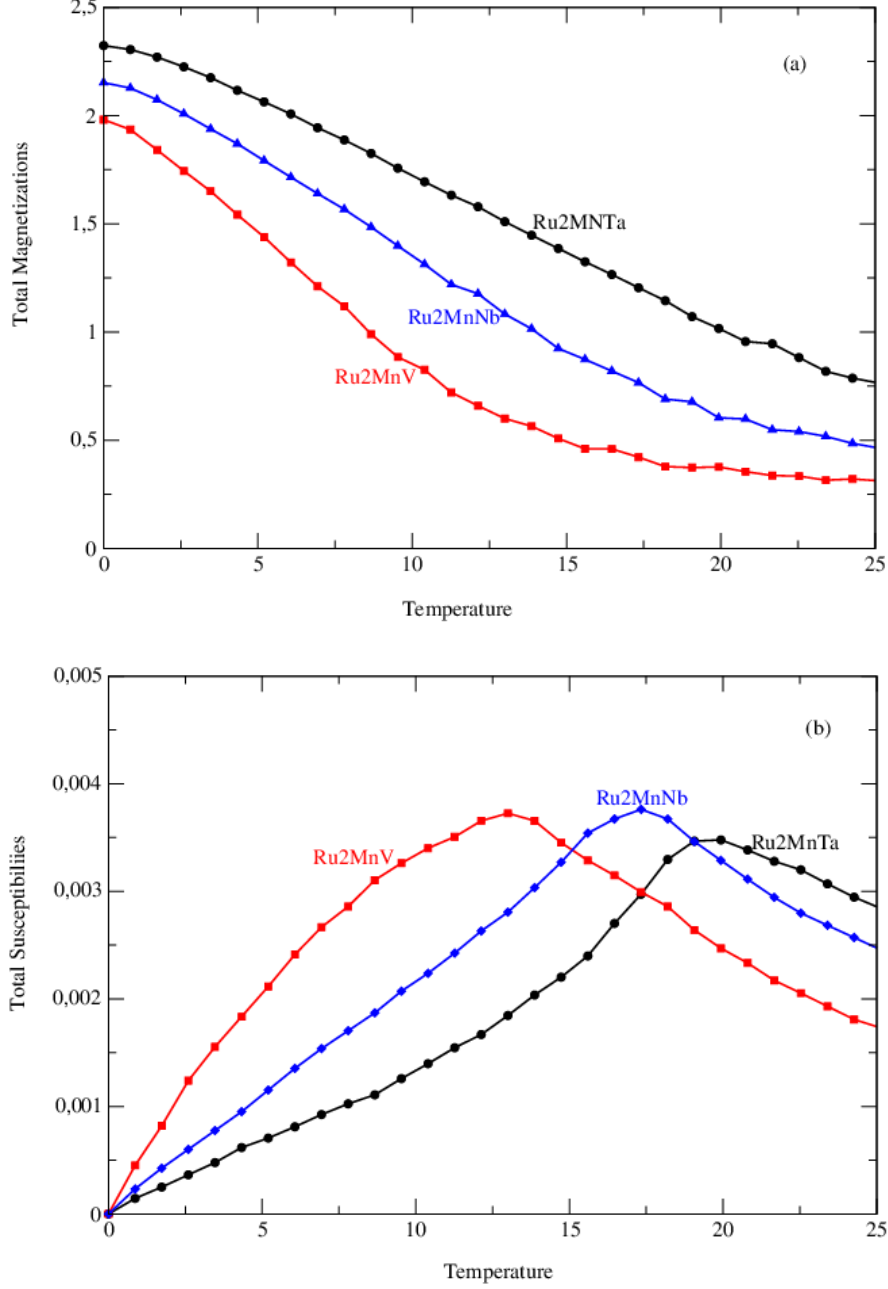 2,5
(a)
2
Total Magnetizations
1,5
Ru2MNTa
1
Ru2MnNb
Ru2MnV
0,5
0
0 5 10 15 20 25
Temperature
0,005
(b)
0,004
Ru2MnNb
Ru2MnV
Ru2MnTa
0,003
Total Susceptibiliies
0,002
0,001
0
0 5 10 15 20 25
Temperature